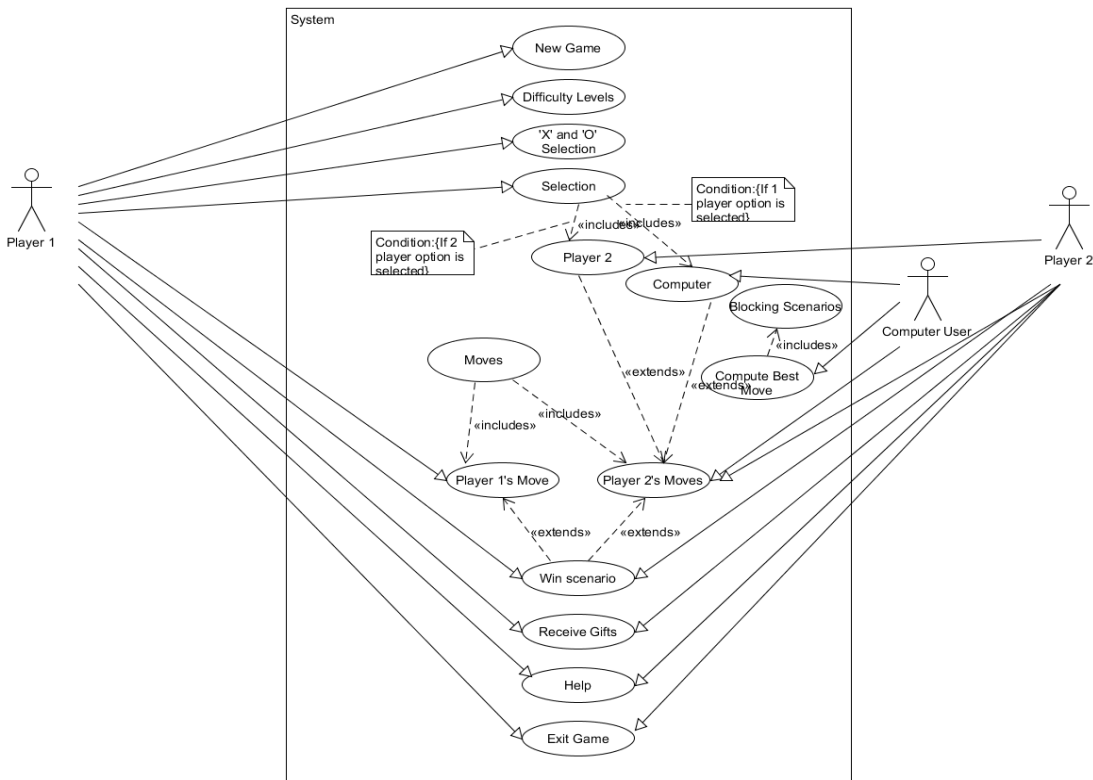 System
New Game
Difficulty Levels
'X' and 'O'
Selection
Selection
Condition:{If 1
player option is
selected}
Player 1
«includes»
«includes»
Condition:{If 2
player option is
selected}
Player 2
Player 2
Computer
Blocking Scenarios
Computer User
«includes»
Moves
«extends»
Compute Best
Move
«extends»
«includes»
«includes»
Player 1's Move
Player 2's Moves
«extends»
«extends»
Win scenario
Receive Gifts
Help
Exit Game